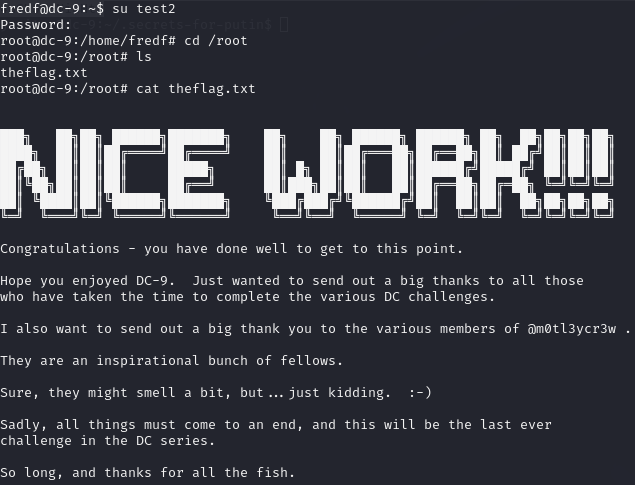 fredf@dc-9:~$ su test2
Password:
root@dc-9:/home/fredf# cd /root
root@dc-9:/root# ls
theflag.txt
root@dc-9:/root# cat theflag.txt
NICE WORK!!!
Congratulations - you have done well to get to this point.
Hope you enjoyed DC-9.  Just wanted to send out a big thanks to all those
who have taken the time to complete the various DC challenges.
I also want to send out a big thank you to the various members of @m0tl3ycr3w .
They are an inspirational bunch of fellows.
Sure, they might smell a bit, but...just kidding.  :-)
Sadly, all things must come to an end, and this will be the last ever
challenge in the DC series.
So long, and thanks for all the fish.